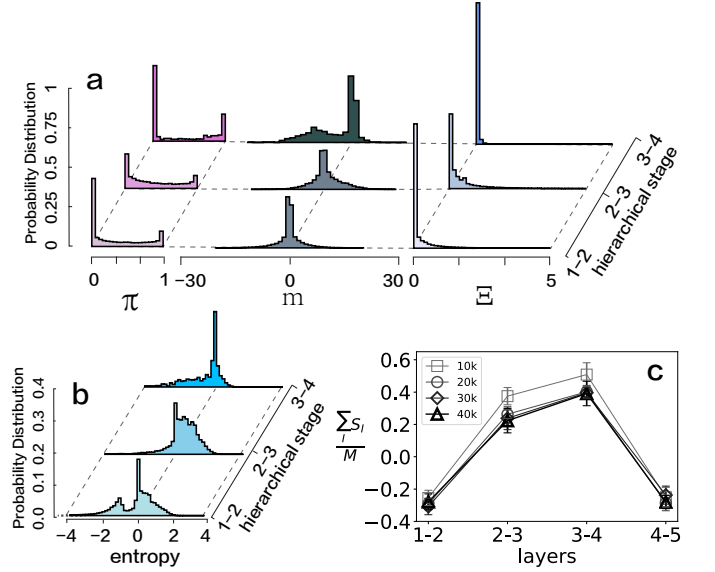 a
Probability Distribution
1
0.75
0.5
0.25
0
0 1
π
−30 0 30
m
0 5
Ξ
1−2
2−3
3−4
hierarchical stage
b
Probability Distribution
0.4
0.3
0.2
0.1
0.0
−4 −2 0 2 4
entropy
1−2
2−3
3−4
hierarchical stage
c
10k
20k
30k
40k
0.6
0.4
0.2
0.0
−0.2
−0.4
∑ S_l
l
M
1-2 2-3 3-4 4-5
layers